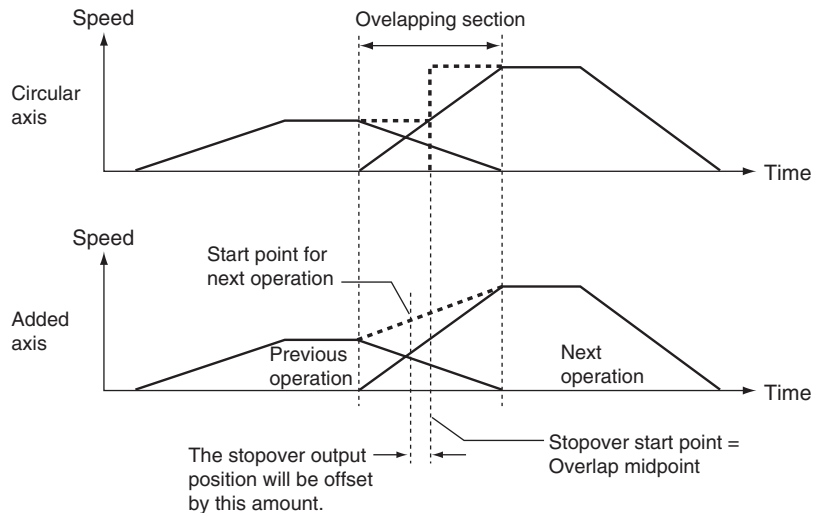 Speed
Ovelapping section
Circular
axis
Time
Speed
Start point for
next operation
Added
axis
Previous
operation
Next
operation
Time
The stopover output
position will be offset
by this amount.
Stopover start point =
Overlap midpoint